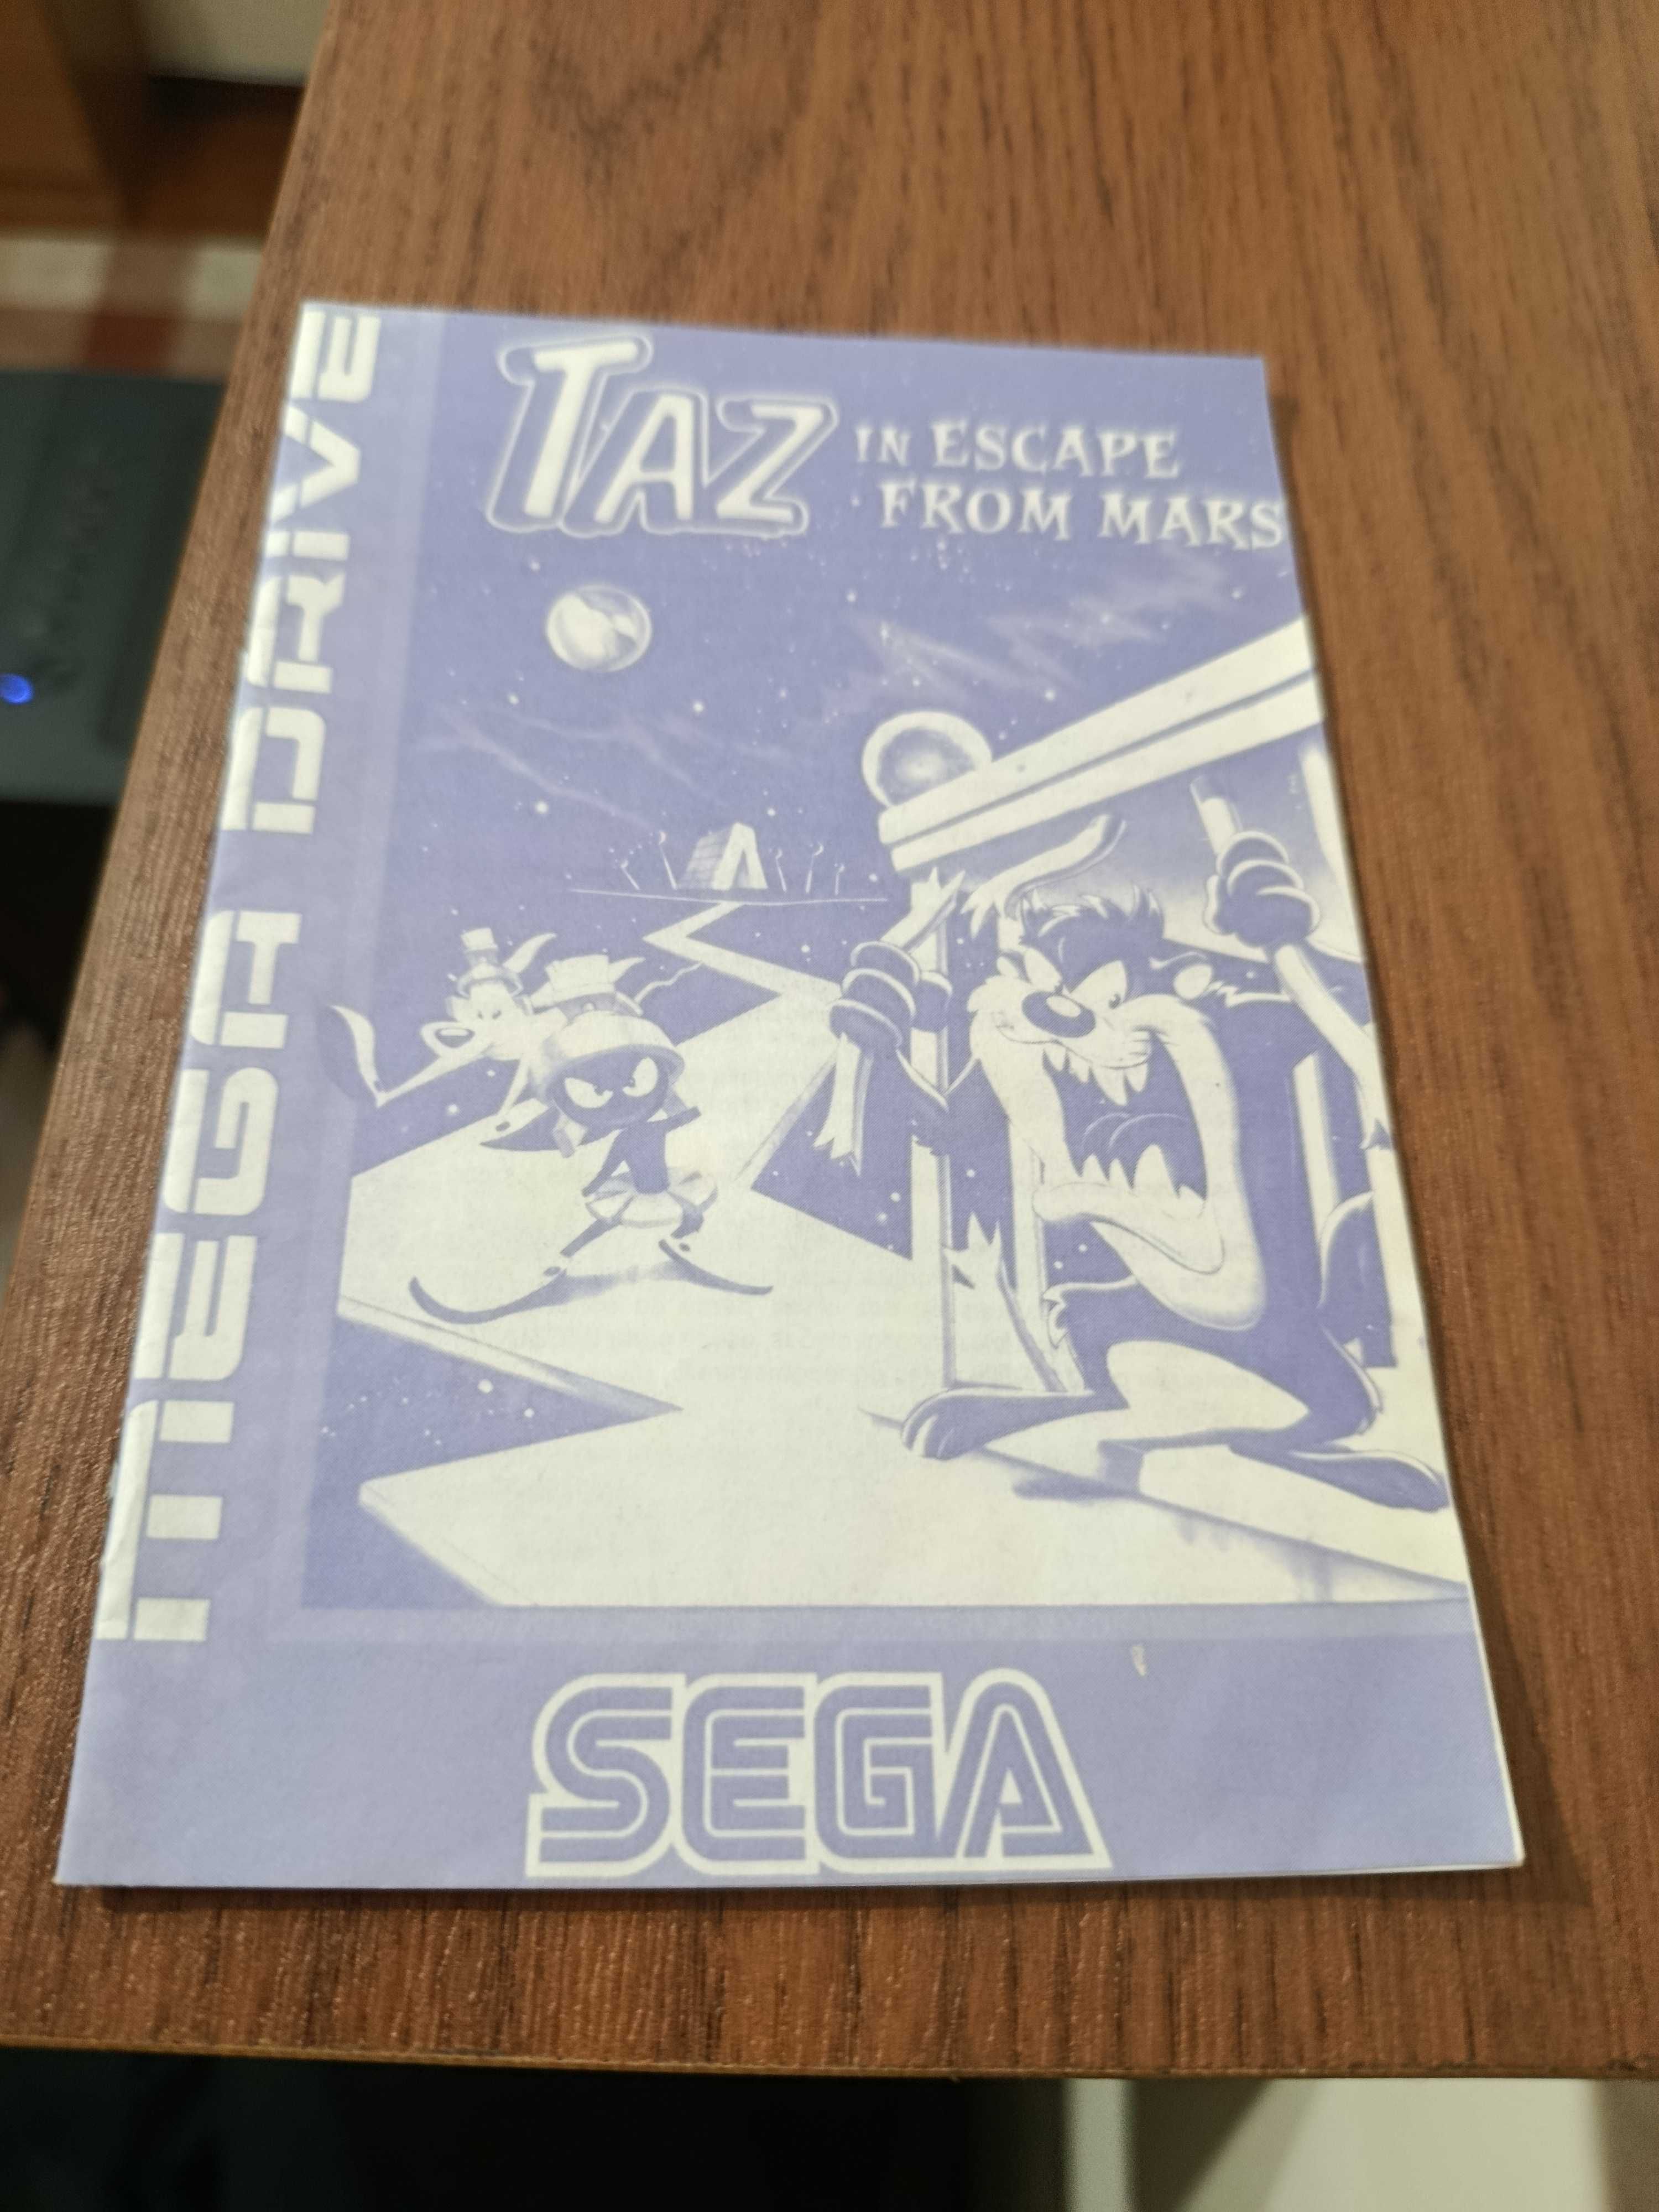 MEGA DRIVE
TAZ IN ESCAPE
FROM MARS
SEGA